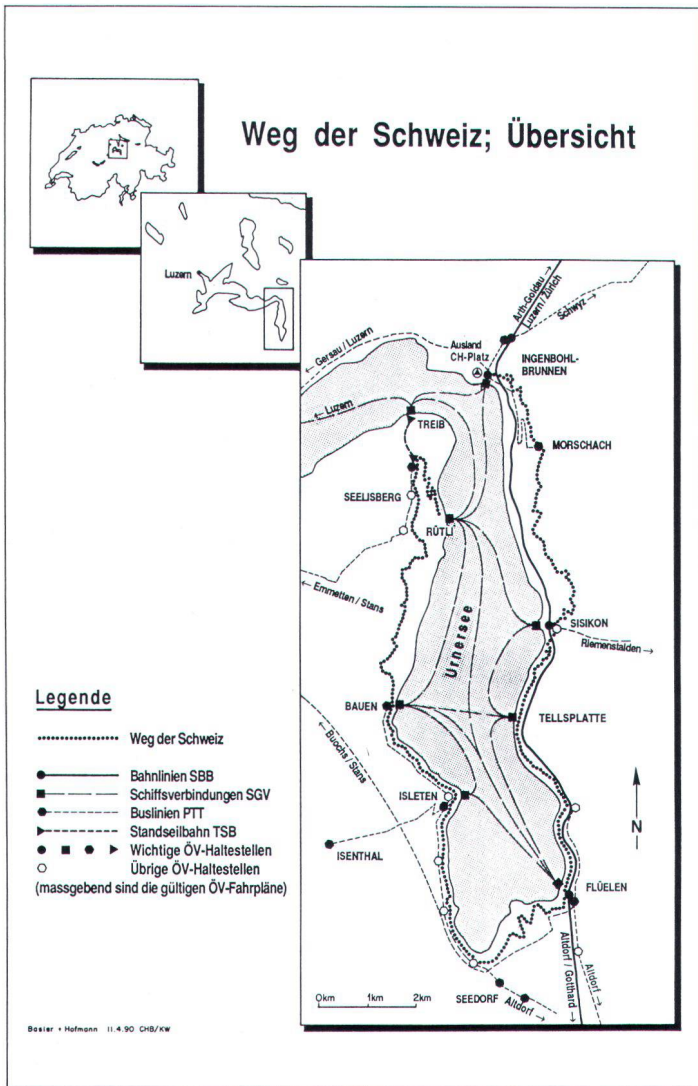 Weg der Schweiz; Übersicht
Luzern
Arth-Goldau →
Luzern / Zürich
Schwyz →
← Gersau / Luzern
Ausland
CH-Platz
INGENBOHL-
BRUNNEN
← Luzern
TREIB
MORSCHACH
SEELISBERG
RÜTLI
← Emmetten / Stans
Urnersee
SISIKON
Riemenstalden →
BAUEN
TELLSPLATTE
← Buochs / Stans
ISLETEN
ISENTHAL
N
FLÜELEN
Altdorf / Gotthard →
Altdorf →
SEEDORF
Altdorf →
0km 1km 2km
Legende
Weg der Schweiz
Bahnlinien SBB
Schiffsverbindungen SGV
Buslinien PTT
Standseilbahn TSB
Wichtige ÖV-Haltestellen
Übrige ÖV-Haltestellen
(massgebend sind die gültigen ÖV-Fahrpläne)
Basler + Hofmann 11.4.90 CHB/KW